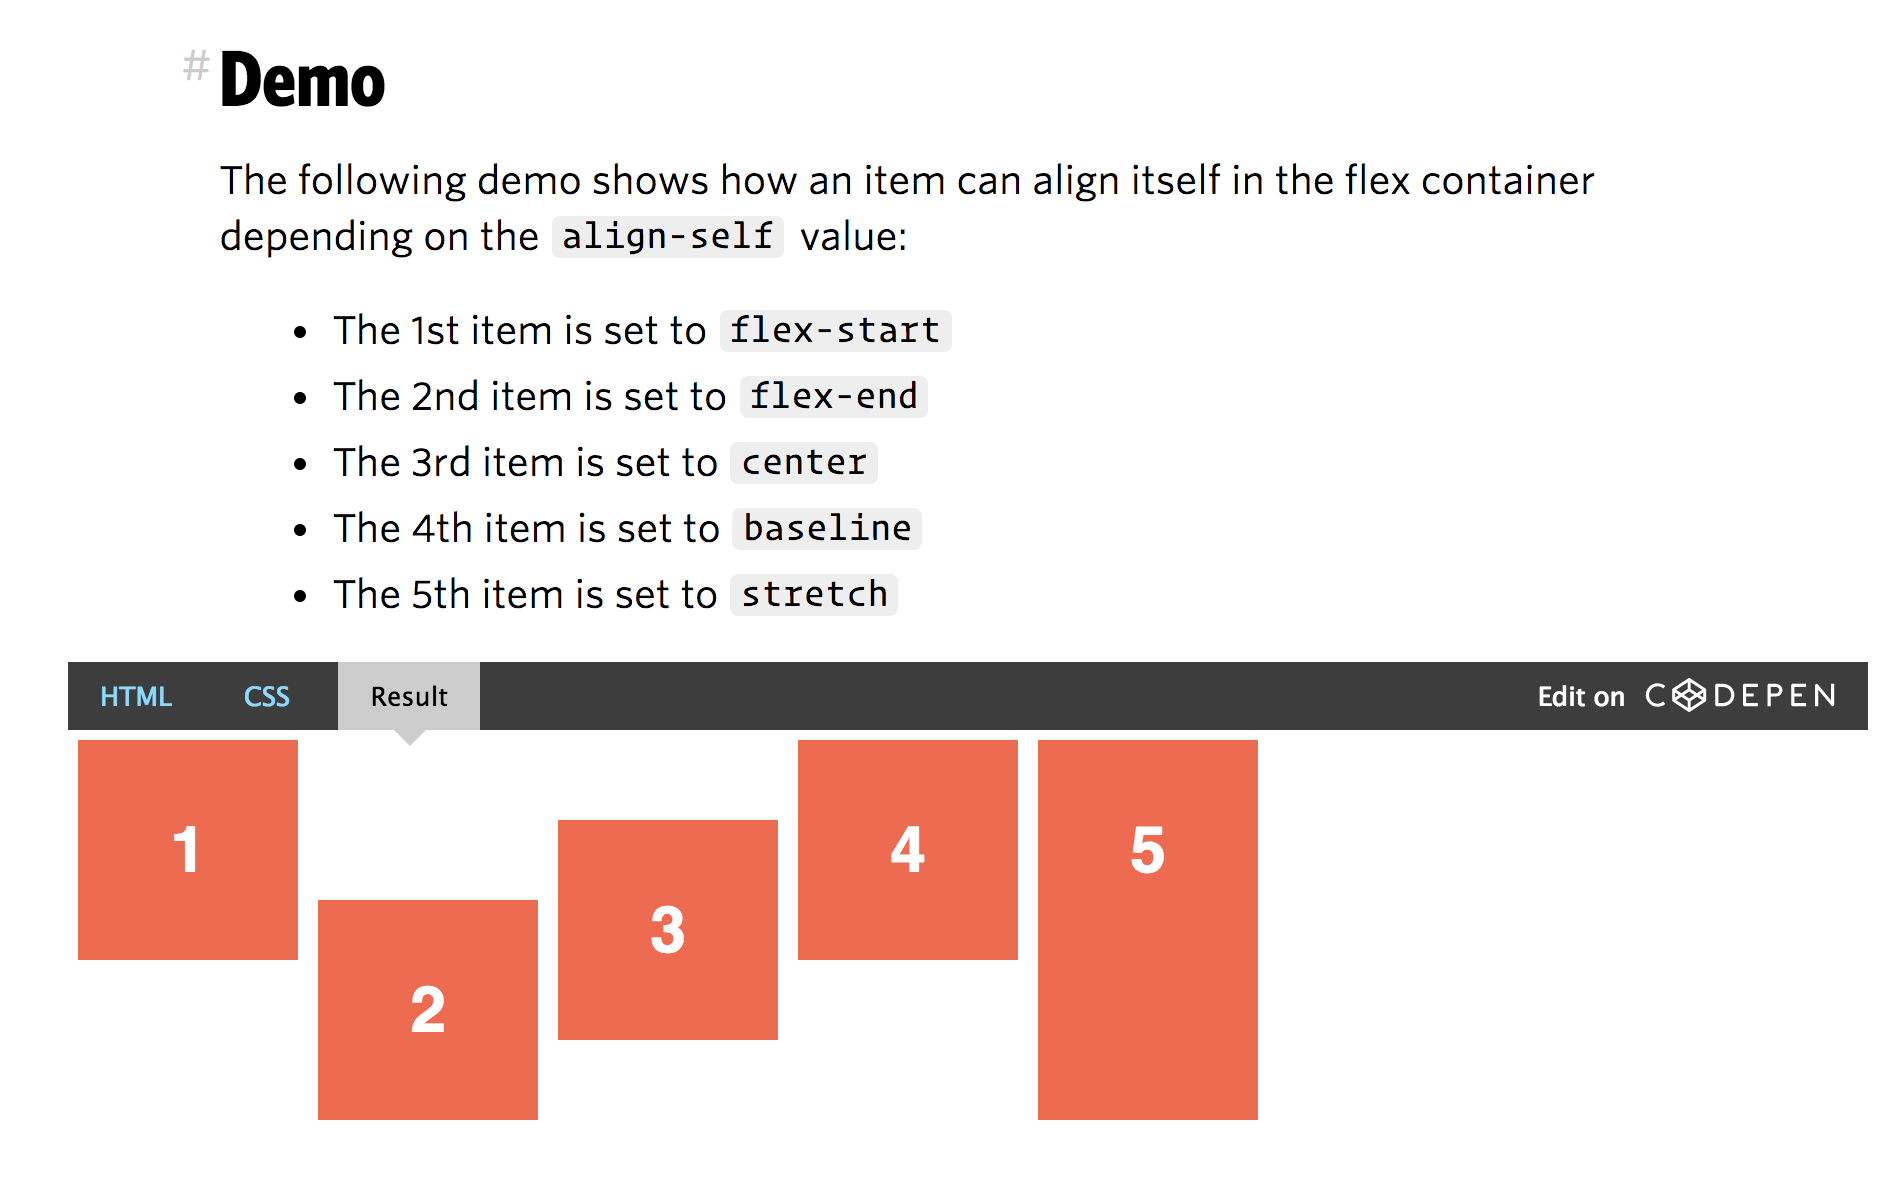 # Demo
The following demo shows how an item can align itself in the flex container
depending on the align-self value:
• The 1st item is set to flex-start
• The 2nd item is set to flex-end
• The 3rd item is set to center
• The 4th item is set to baseline
• The 5th item is set to stretch
HTML CSS Result Edit on CODEPEN
1 2 3 4 5